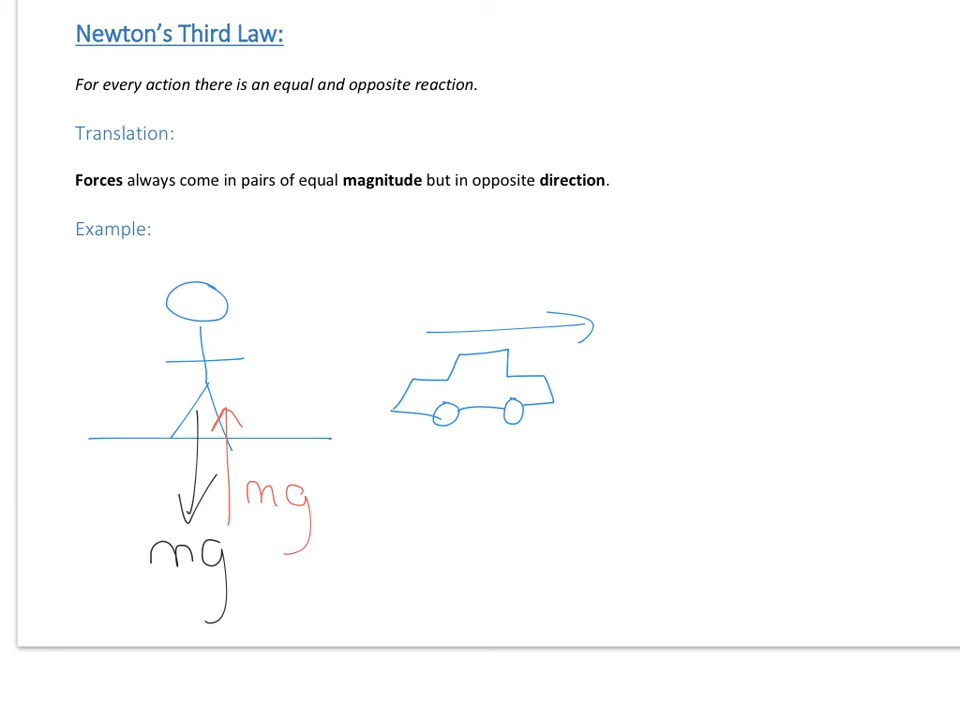 Newton's Third Law:
For every action there is an equal and opposite reaction.
Translation:
Forces always come in pairs of equal magnitude but in opposite direction.
Example:
mg
mg